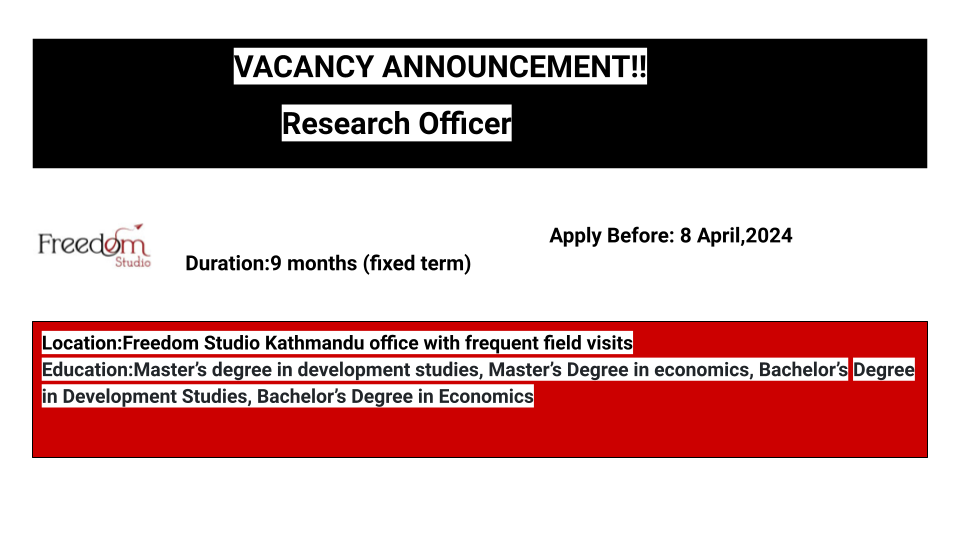 VACANCY ANNOUNCEMENT!!
Research Officer
Freedom
Studio
Apply Before: 8 April,2024
Duration:9 months (fixed term)
Location:Freedom Studio Kathmandu office with frequent field visits
Education:Master’s degree in development studies, Master’s Degree in economics, Bachelor’s Degree
in Development Studies, Bachelor’s Degree in Economics